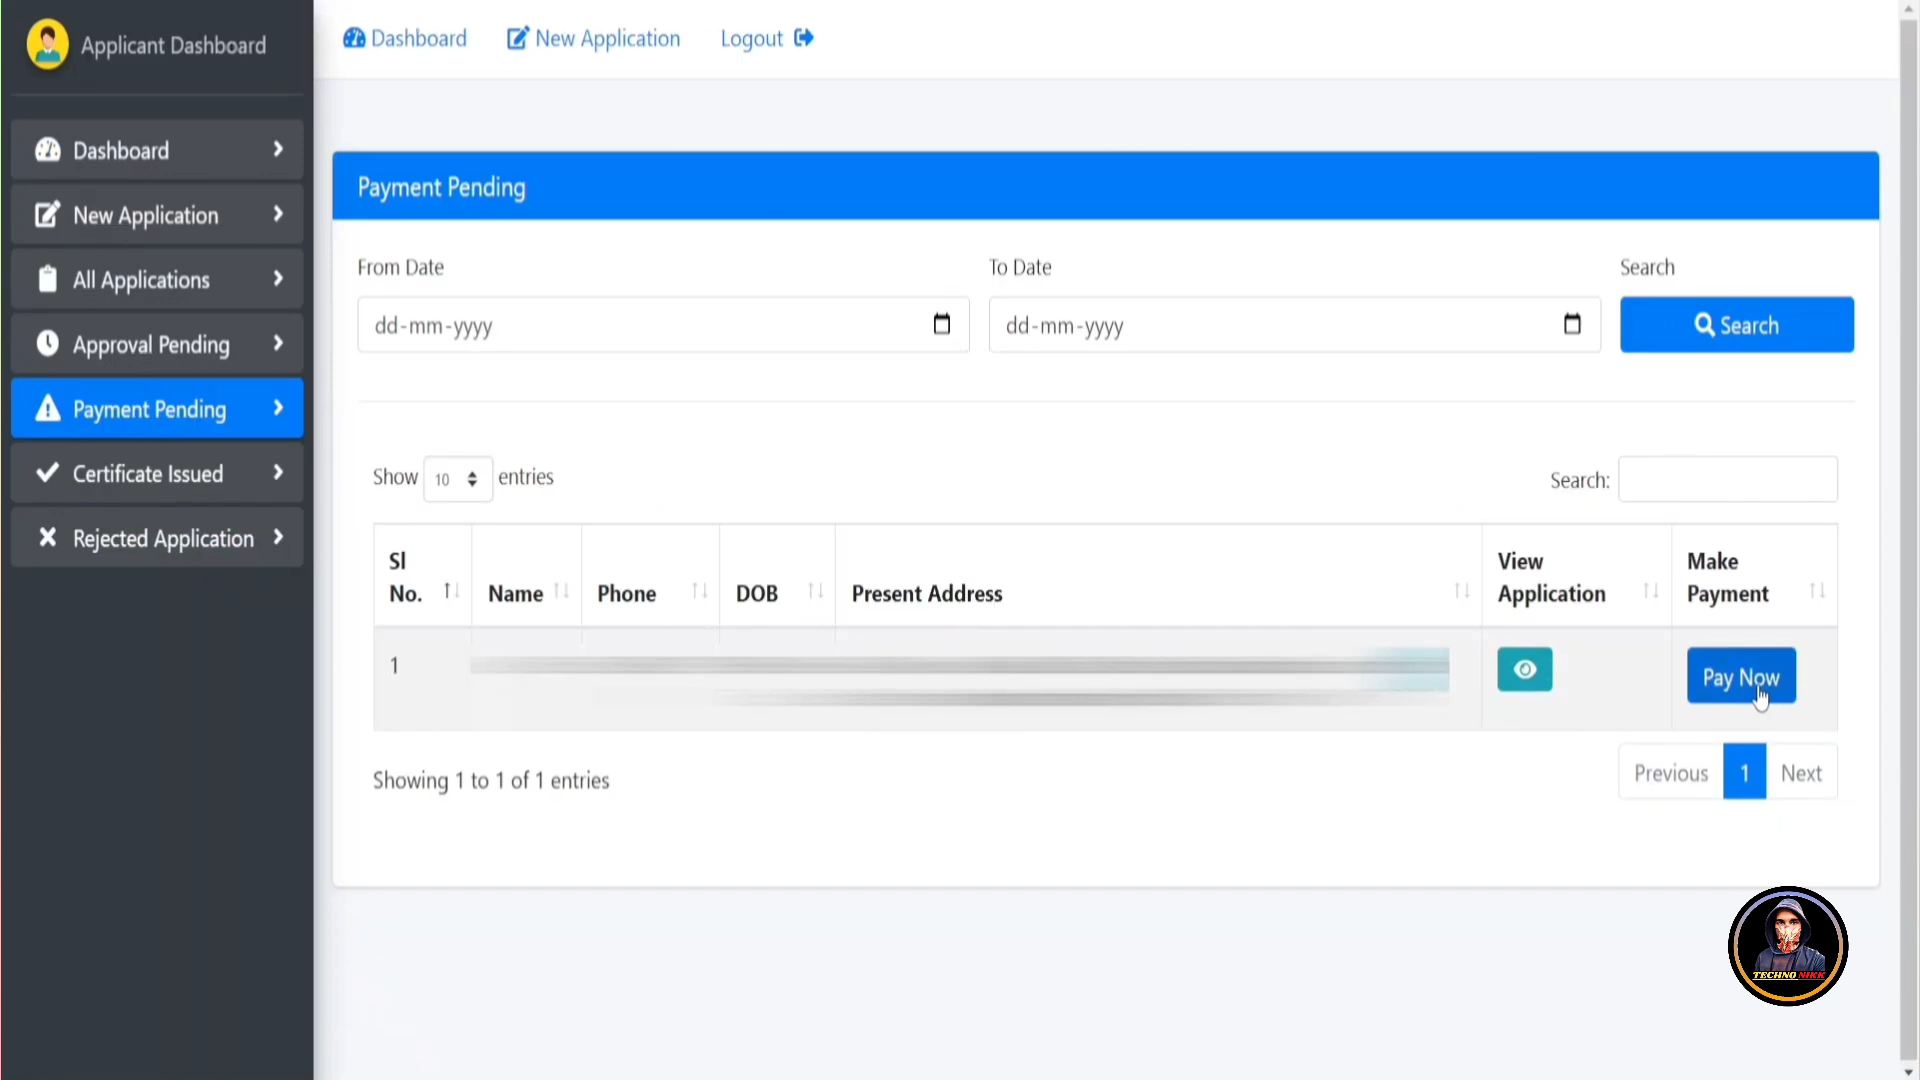 Applicant Dashboard
Dashboard
New Application
Logout
Dashboard
New Application
All Applications
Approval Pending
Payment Pending
Certificate Issued
Rejected Application
Payment Pending
From Date
To Date
Search
dd-mm-yyyy
dd-mm-yyyy
Search
Show 10 entries
Search:
Sl No.
Name
Phone
DOB
Present Address
View Application
Make Payment
1
Pay Now
Showing 1 to 1 of 1 entries
Previous 1 Next
TECHNO NIKK